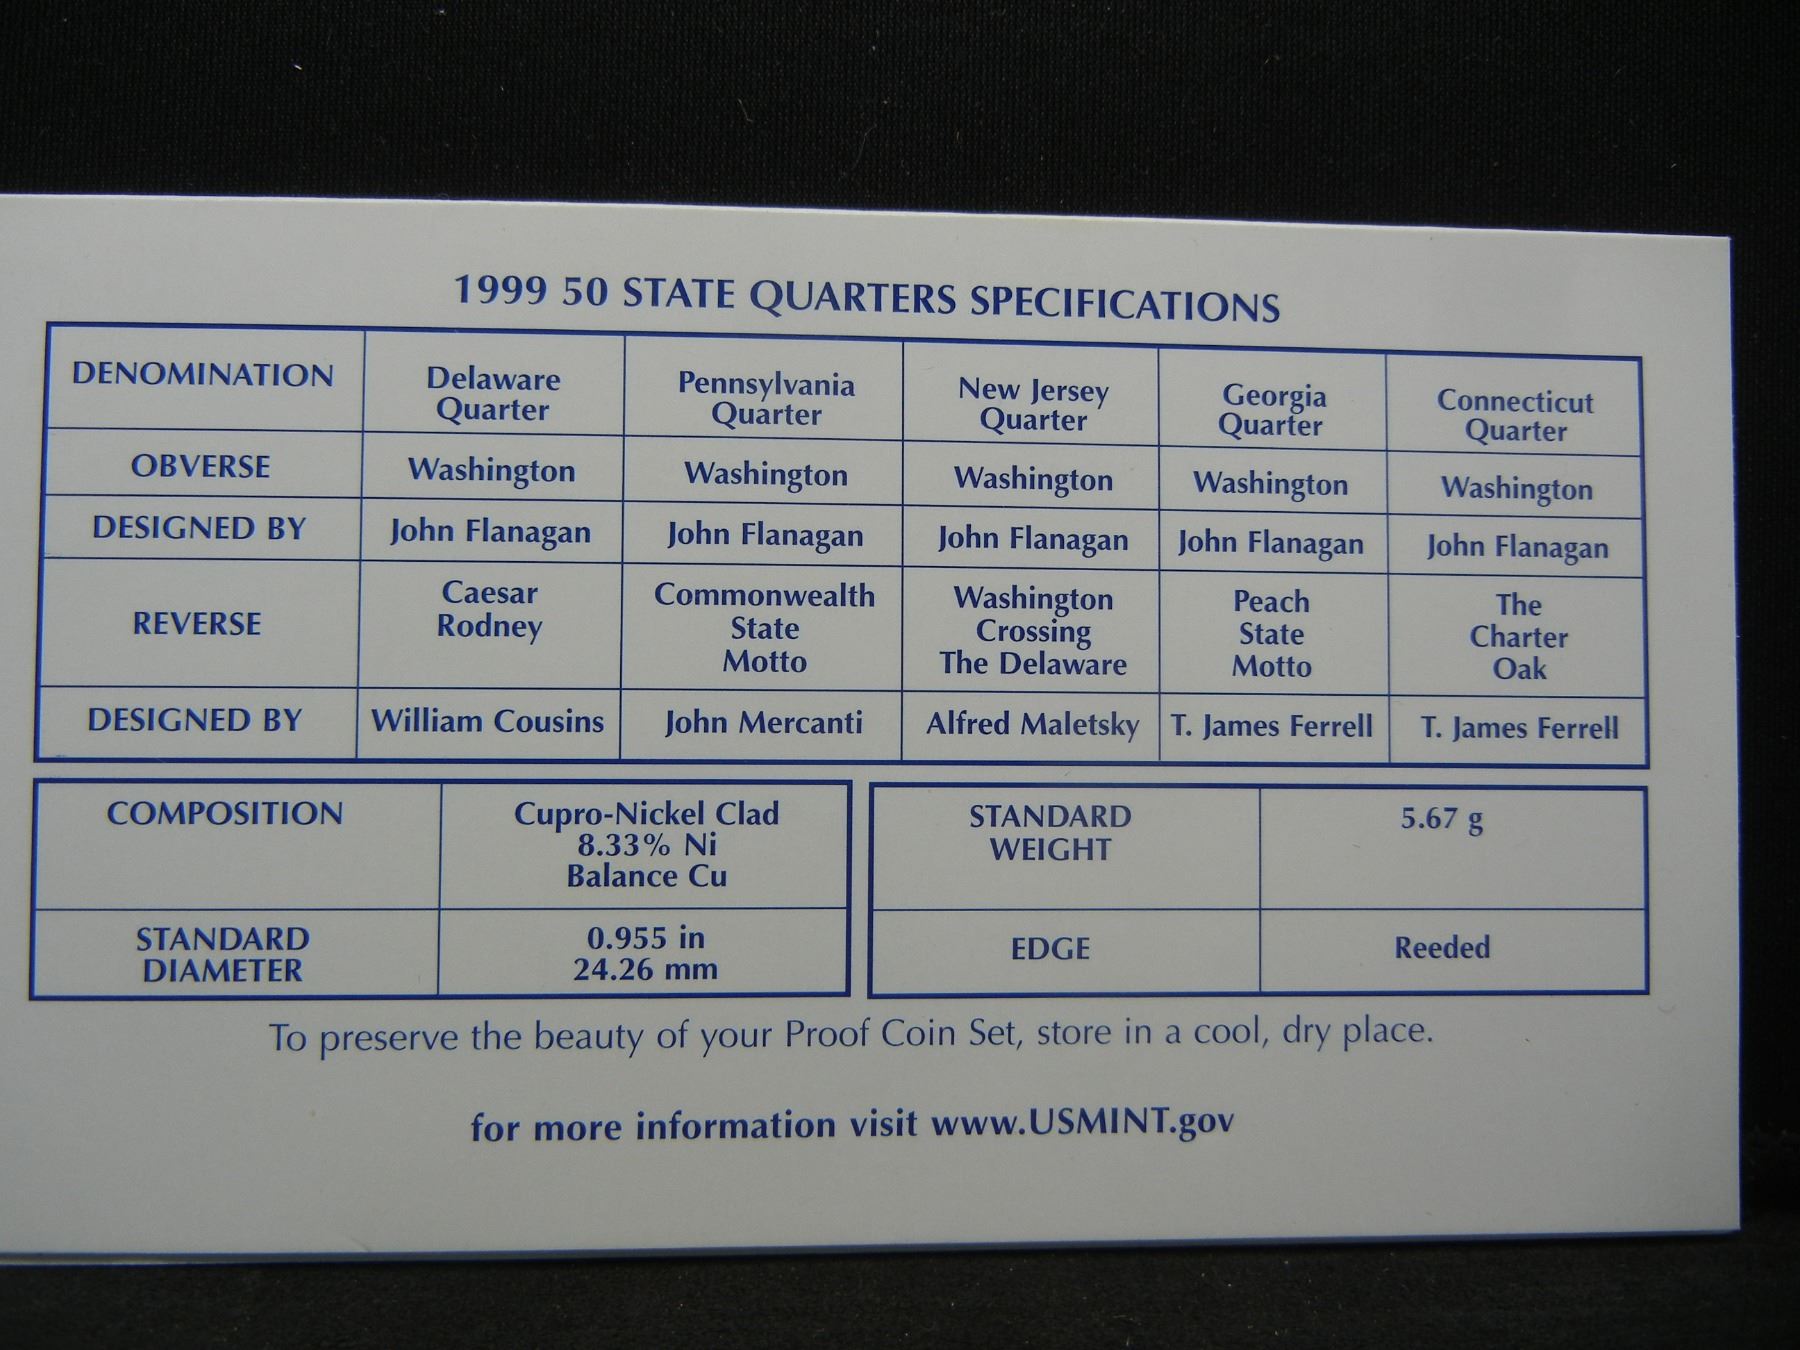 1999 50 STATE QUARTERS SPECIFICATIONS
DENOMINATION
Delaware
Quarter
Pennsylvania
Quarter
New Jersey
Quarter
Georgia
Quarter
Connecticut
Quarter
OBVERSE
Washington
Washington
Washington
Washington
Washington
DESIGNED BY
John Flanagan
John Flanagan
John Flanagan
John Flanagan
John Flanagan
REVERSE
Caesar
Rodney
Commonwealth
State
Motto
Washington
Crossing
The Delaware
Peach
State
Motto
The
Charter
Oak
DESIGNED BY
William Cousins
John Mercanti
Alfred Maletsky
T. James Ferrell
T. James Ferrell
COMPOSITION
Cupro-Nickel Clad
8.33% Ni
Balance Cu
STANDARD
WEIGHT
5.67 g
STANDARD
DIAMETER
0.955 in
24.26 mm
EDGE
Reeded
To preserve the beauty of your Proof Coin Set, store in a cool, dry place.
for more information visit www.USMINT.gov